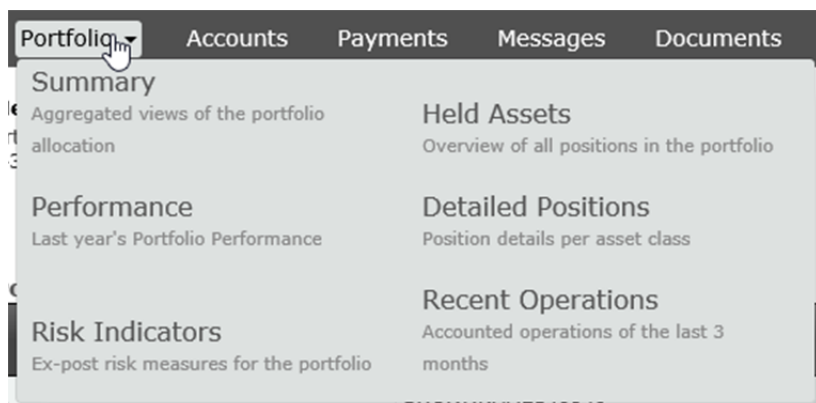 Portfolio Accounts Payments Messages Documents
Summary
Aggregated views of the portfolio
allocation
Held Assets
Overview of all positions in the portfolio
Performance
Last year's Portfolio Performance
Detailed Positions
Position details per asset class
Risk Indicators
Ex-post risk measures for the portfolio
Recent Operations
Accounted operations of the last 3
months